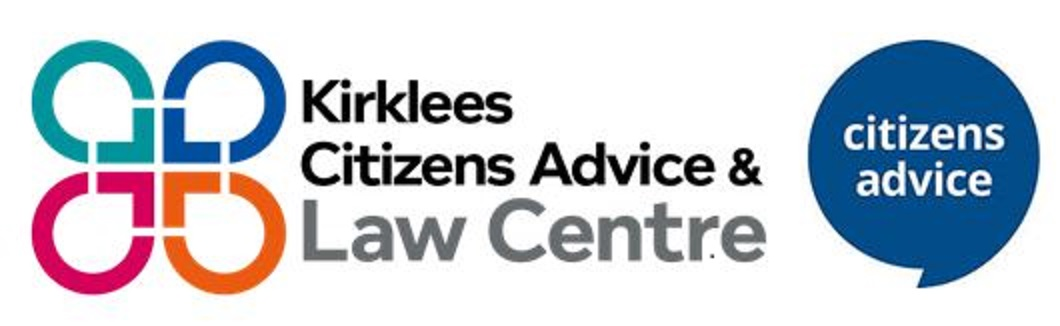 Kirklees
Citizens Advice &
Law Centre
citizens
advice